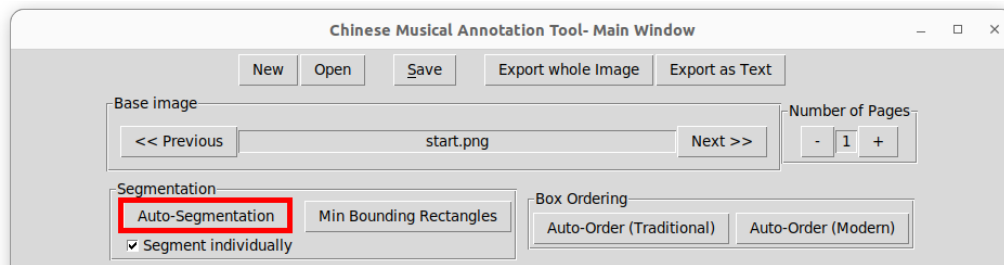 Chinese Musical Annotation Tool- Main Window
New Open Save Export whole Image Export as Text
Base image
Number of Pages
<< Previous start.png Next >> - 1 +
Segmentation
Box Ordering
Auto-Segmentation Min Bounding Rectangles
Auto-Order (Traditional) Auto-Order (Modern)
Segment individually